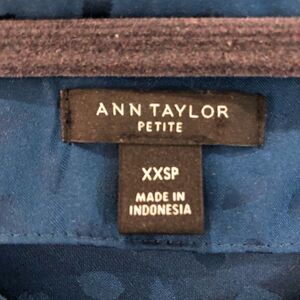 ANN TAYLOR
PETITE
XXSP
MADE IN
INDONESIA